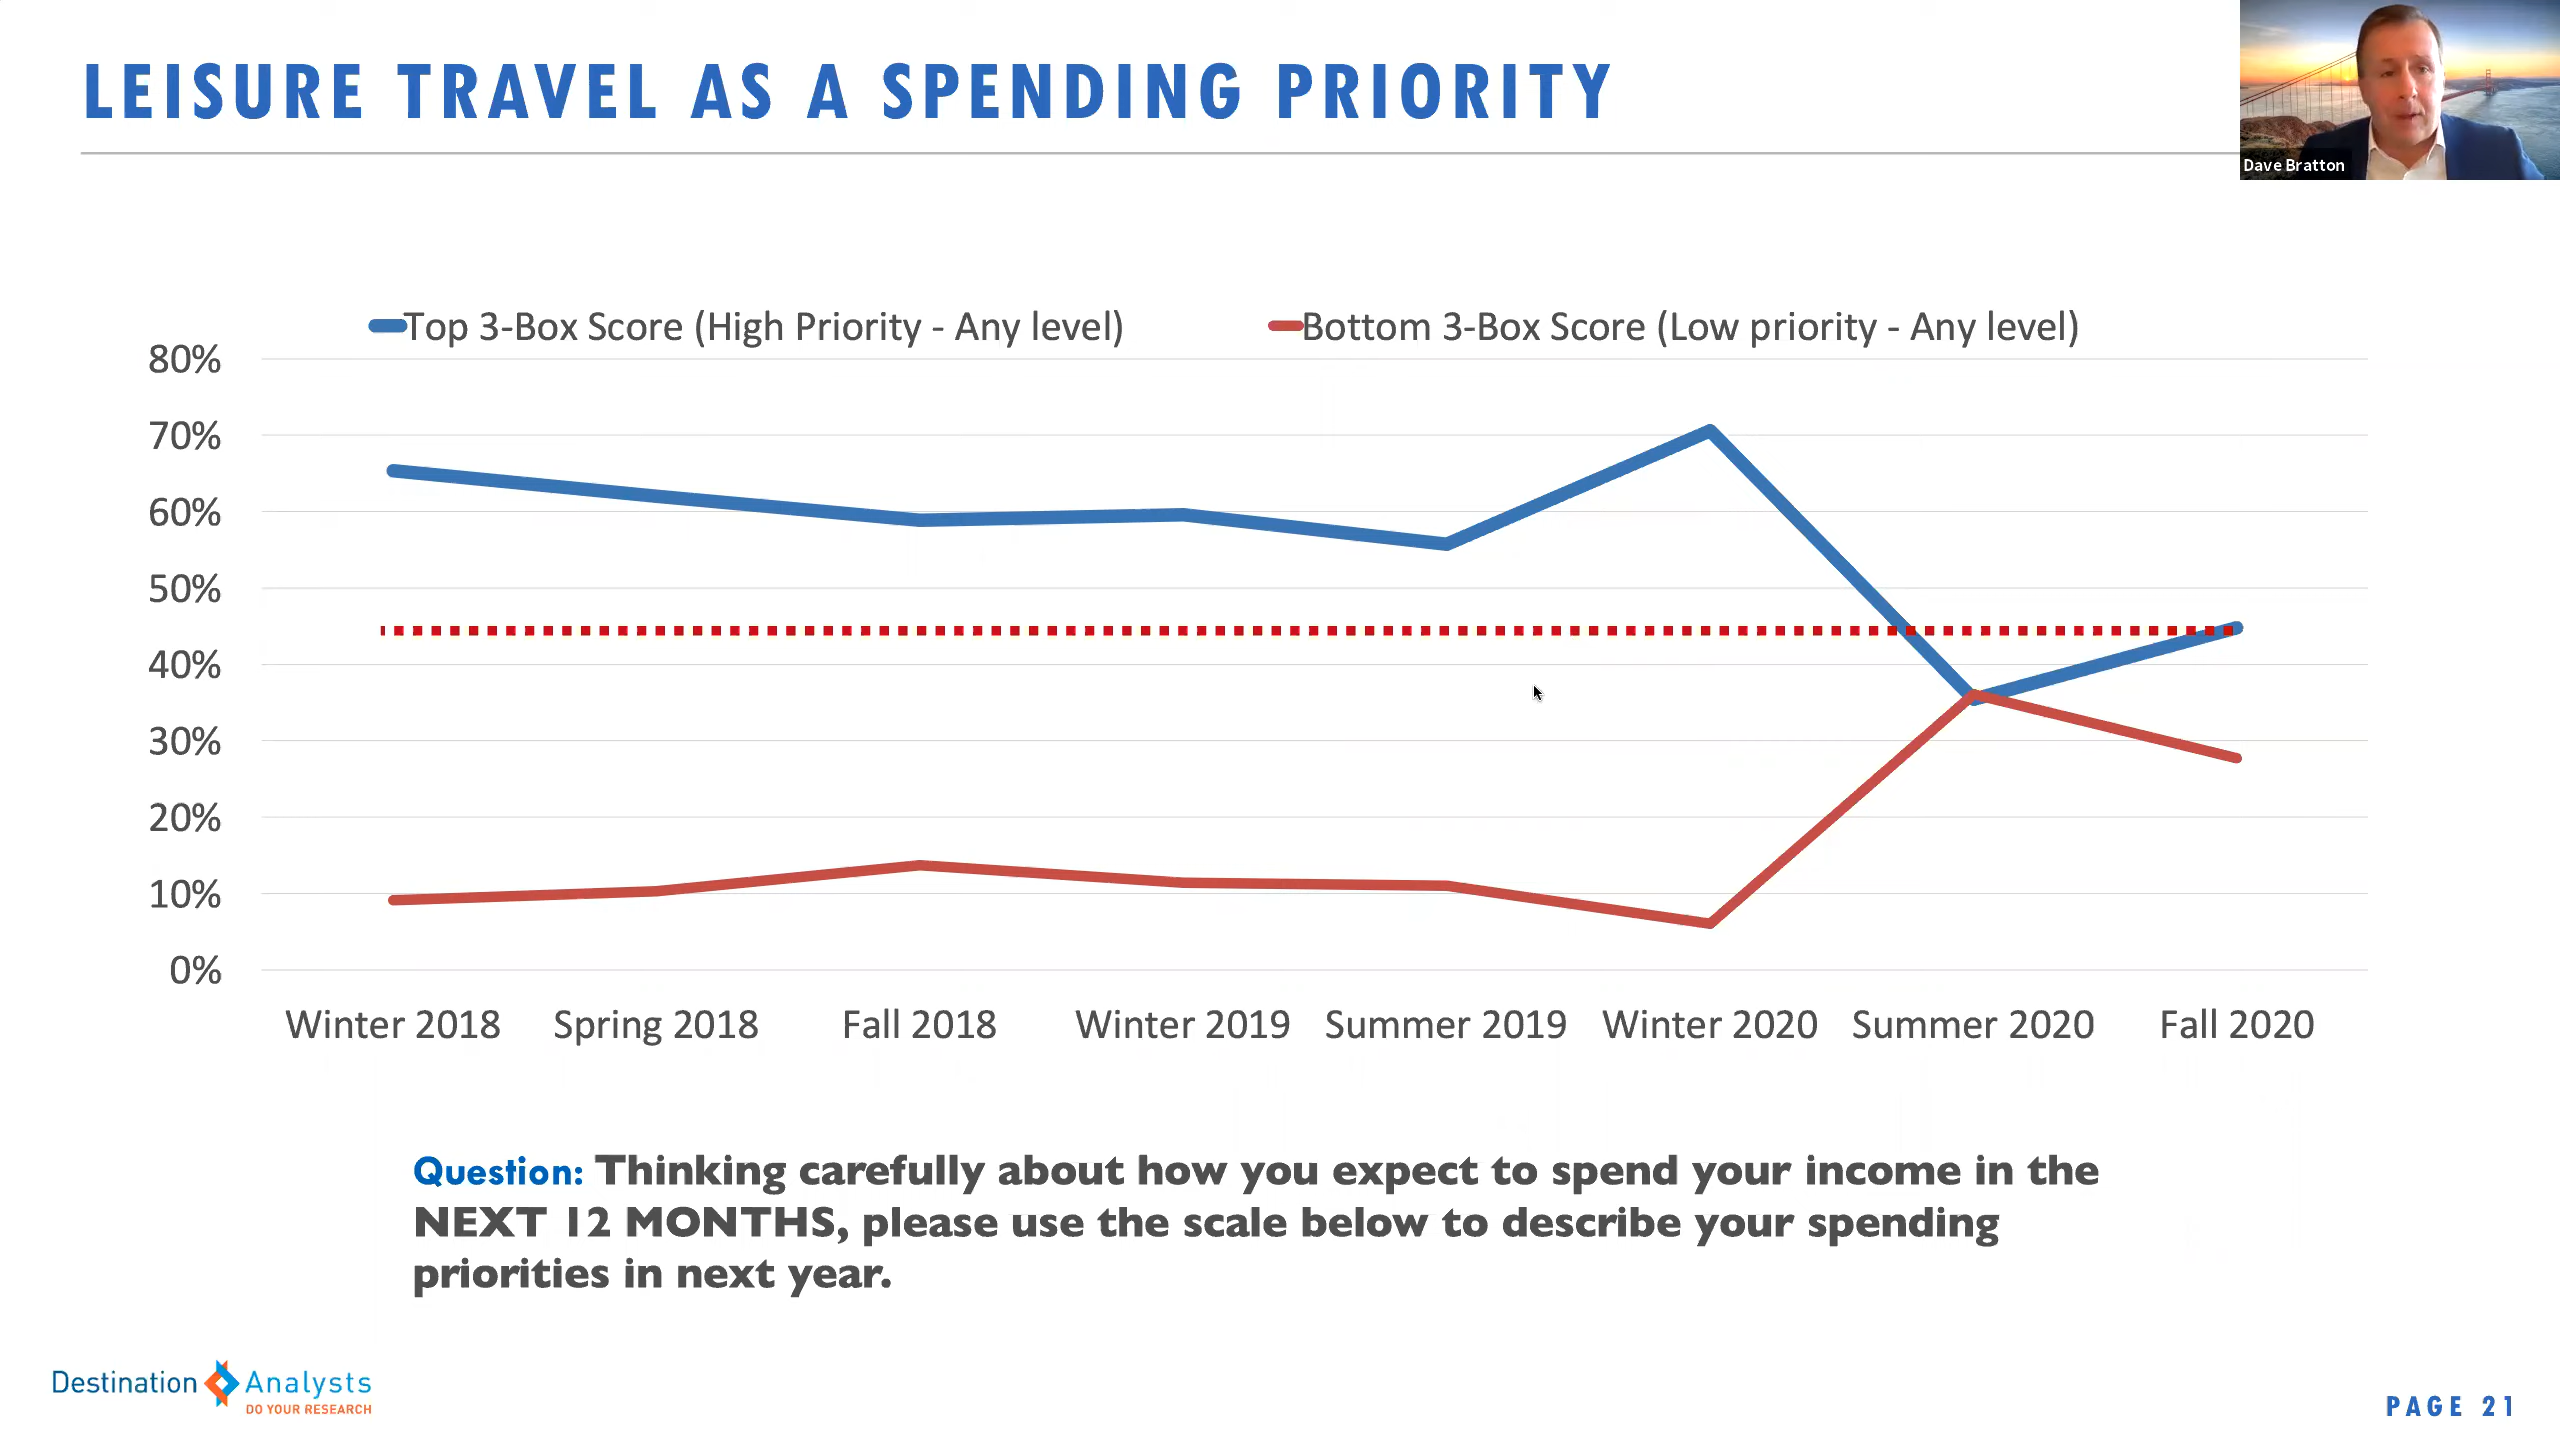 LEISURE TRAVEL AS A SPENDING PRIORITY
Dave Bratton
Top 3-Box Score (High Priority - Any level)
Bottom 3-Box Score (Low priority - Any level)
80%
70%
60%
50%
40%
30%
20%
10%
0%
Winter 2018 Spring 2018 Fall 2018 Winter 2019 Summer 2019 Winter 2020 Summer 2020 Fall 2020
Question: Thinking carefully about how you expect to spend your income in the
NEXT 12 MONTHS, please use the scale below to describe your spending
priorities in next year.
Destination Analysts
DO YOUR RESEARCH
PAGE 21